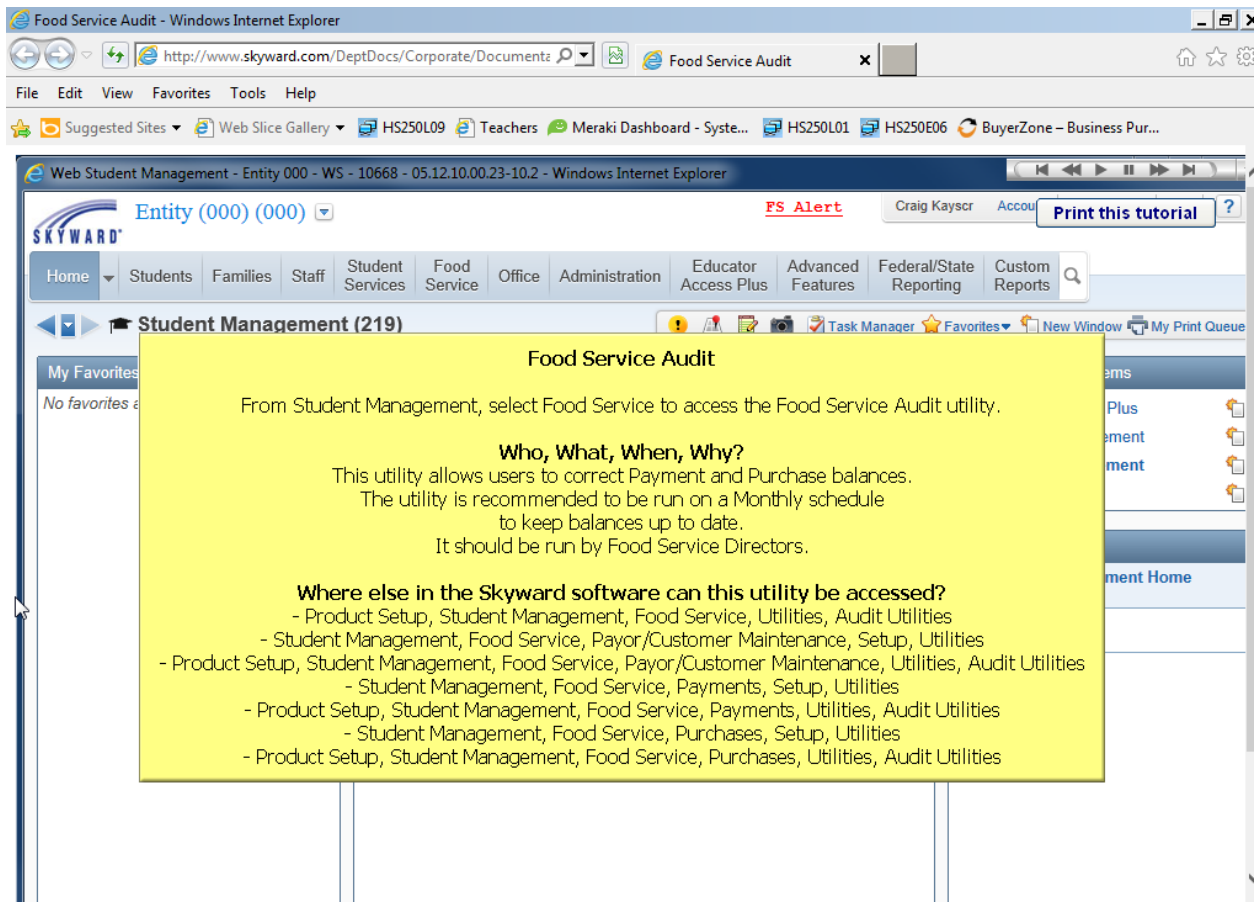 Food Service Audit - Windows Internet Explorer
http://www.skyward.com/DeptDocs/Corporate/Documenta
Food Service Audit
File Edit View Favorites Tools Help
Suggested Sites Web Slice Gallery HS250L09 Teachers Meraki Dashboard - Syste... HS250L01 HS250E06 BuyerZone – Business Pur...
Web Student Management - Entity 000 - WS - 10668 - 05.12.10.00.23-10.2 - Windows Internet Explorer
SKYWARD
Entity (000) (000)
FS Alert
Craig Kayscr
Accou
Print this tutorial
?
Home
Students
Families
Staff
Student
Services
Food
Service
Office
Administration
Educator
Access Plus
Advanced
Features
Federal/State
Reporting
Custom
Reports
Student Management (219)
Task Manager Favorites New Window My Print Queue
My Favorites
No favorites a
Food Service Audit
From Student Management, select Food Service to access the Food Service Audit utility.
Who, What, When, Why?
This utility allows users to correct Payment and Purchase balances.
The utility is recommended to be run on a Monthly schedule
to keep balances up to date.
It should be run by Food Service Directors.
Where else in the Skyward software can this utility be accessed?
- Product Setup, Student Management, Food Service, Utilities, Audit Utilities
- Student Management, Food Service, Payor/Customer Maintenance, Setup, Utilities
- Product Setup, Student Management, Food Service, Payor/Customer Maintenance, Utilities, Audit Utilities
- Student Management, Food Service, Payments, Setup, Utilities
- Product Setup, Student Management, Food Service, Payments, Utilities, Audit Utilities
- Student Management, Food Service, Purchases, Setup, Utilities
- Product Setup, Student Management, Food Service, Purchases, Utilities, Audit Utilities
ems
Plus
ement
ment
ment Home